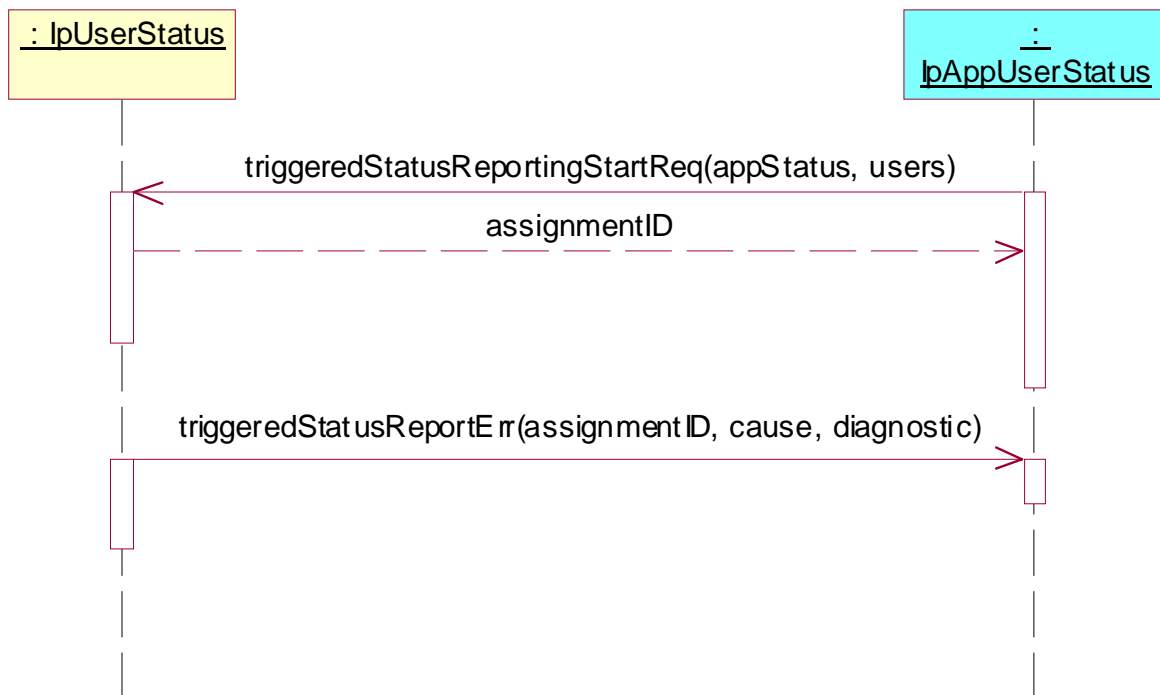 : IpUserStatus
:
IpAppUserStatus
triggeredStatusReportingStartReq(appStatus, users)
assignmentID
triggeredStatusReportErr(assignmentID, cause, diagnostic)